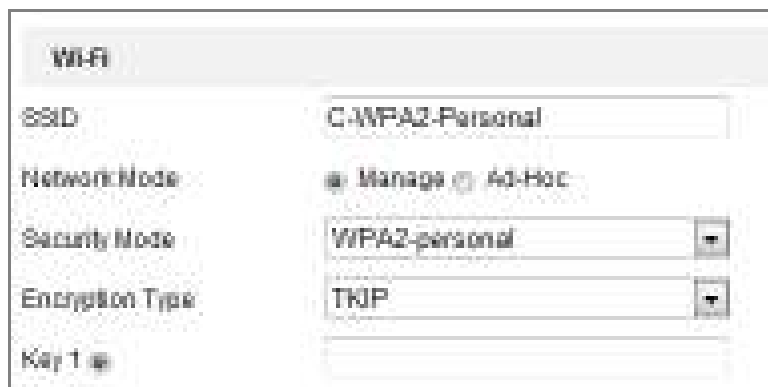 Wi-Fi
SSID C-WPA2-Personal
Network Mode Manage Ad-Hoc
Security Mode WPA2-personal
Encryption Type TKIP
Key 1